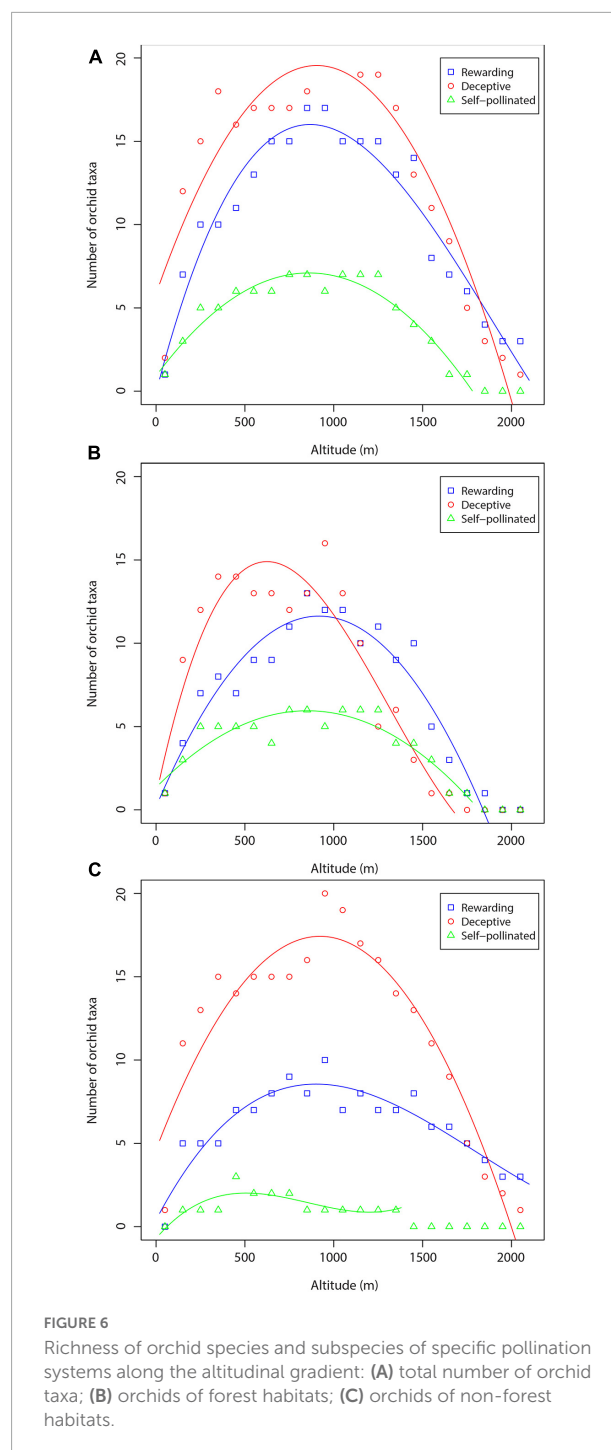 A
20
15
10
5
0
Number of orchid taxa
Rewarding
Deceptive
Self-pollinated
0 500 1000 1500 2000
Altitude (m)
B
20
15
10
5
0
Number of orchid taxa
Rewarding
Deceptive
Self-pollinated
0 500 1000 1500 2000
Altitude (m)
C
20
15
10
5
0
Number of orchid taxa
Rewarding
Deceptive
Self-pollinated
0 500 1000 1500 2000
Altitude (m)
FIGURE 6
Richness of orchid species and subspecies of specific pollination
systems along the altitudinal gradient: (A) total number of orchid
taxa; (B) orchids of forest habitats; (C) orchids of non-forest
habitats.